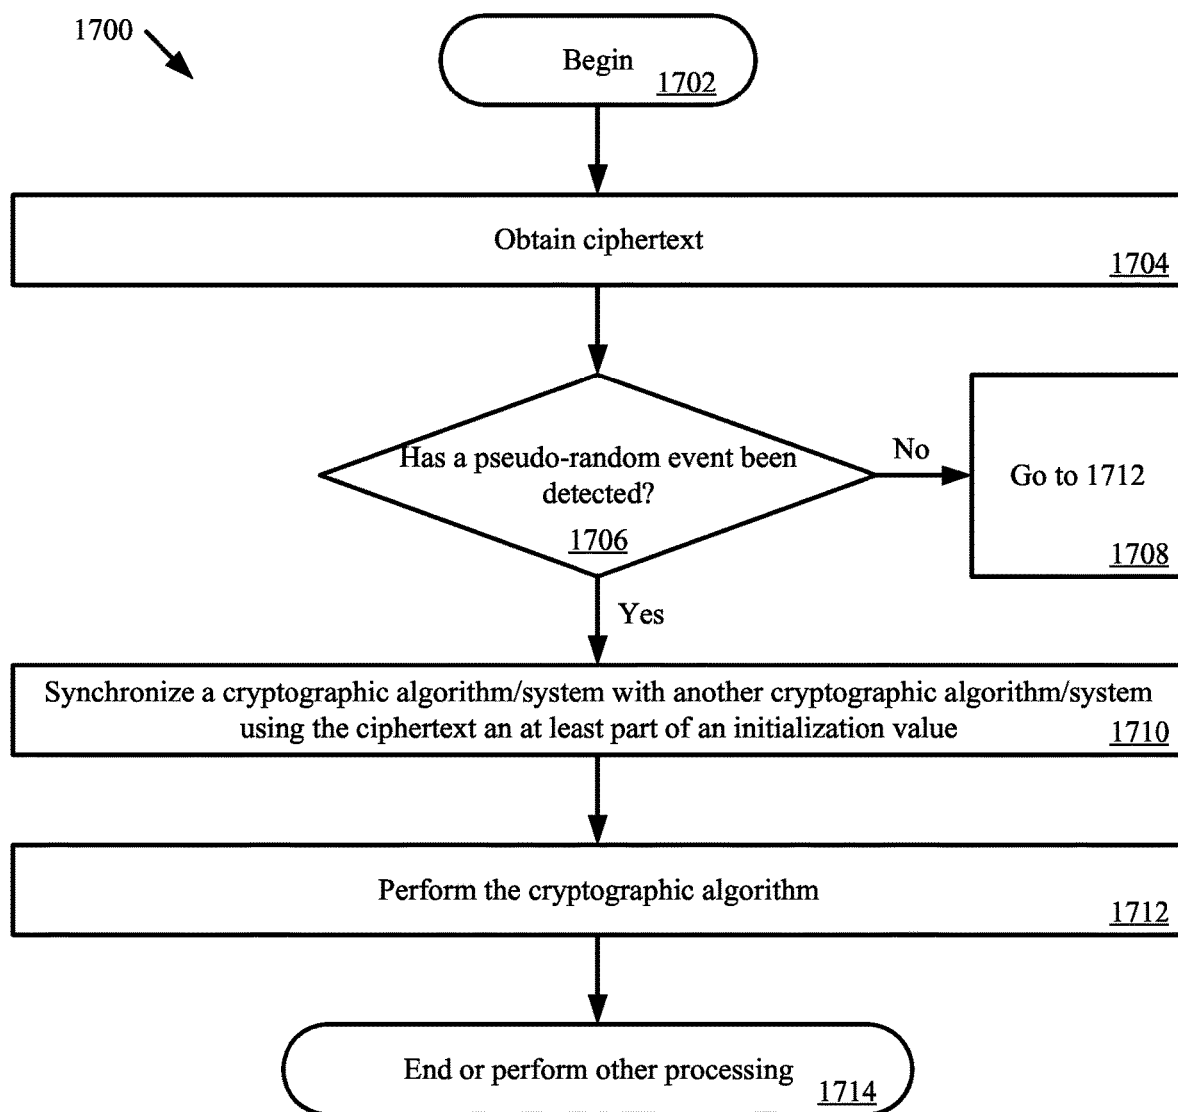 1700
Begin
1702
Obtain ciphertext
1704
Has a pseudo-random event been
detected?
1706
No
Go to 1712
1708
Yes
Synchronize a cryptographic algorithm/system with another cryptographic algorithm/system
using the ciphertext an at least part of an initialization value
1710
Perform the cryptographic algorithm
1712
End or perform other processing
1714